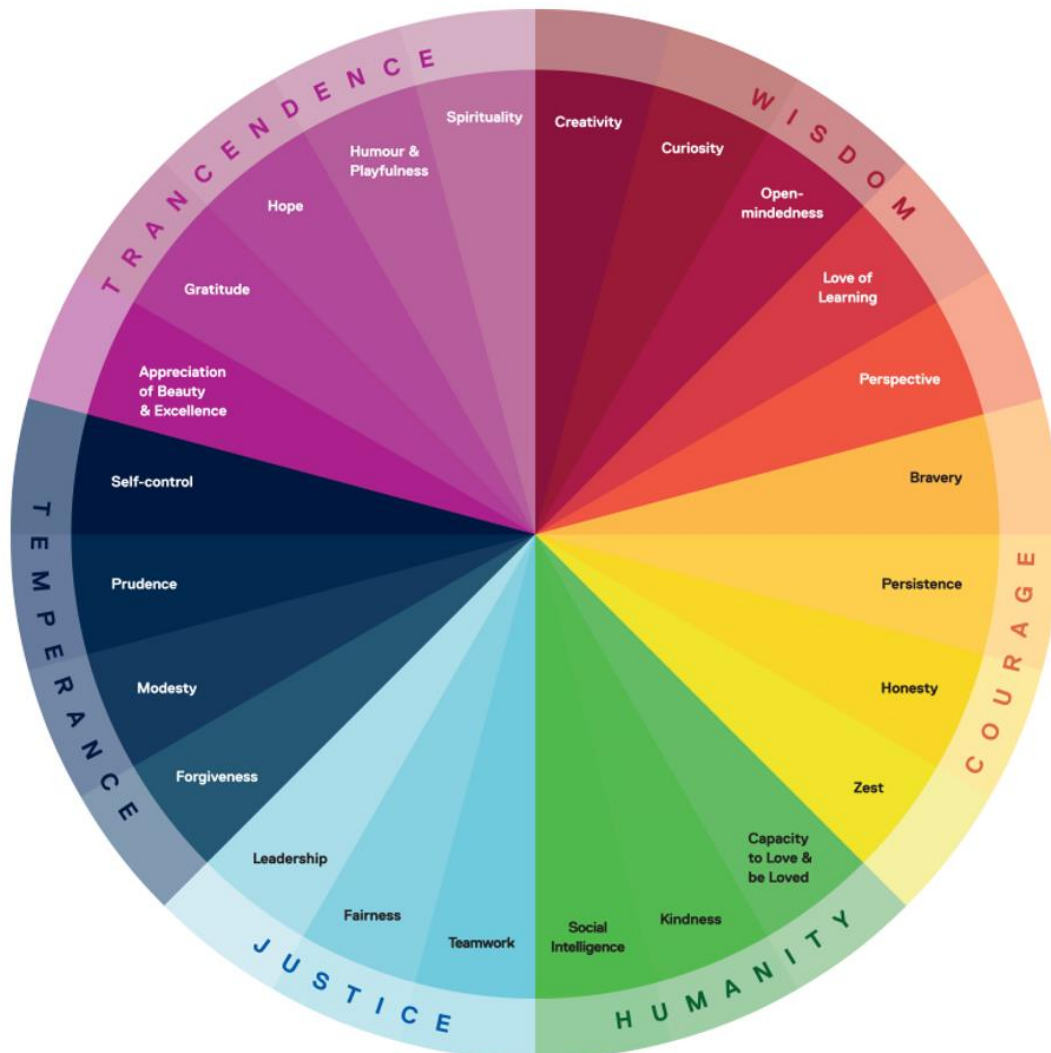 TRANCENDENCE
Spirituality
Humour &
Playfulness
Hope
Gratitude
Appreciation
of Beauty
& Excellence
WISDOM
Creativity
Curiosity
Open-
mindedness
Love of
Learning
Perspective
COURAGE
Bravery
Persistence
Honesty
Zest
HUMANITY
Capacity
to Love &
be Loved
Kindness
Social
Intelligence
JUSTICE
Teamwork
Fairness
Leadership
TEMPERANCE
Forgiveness
Modesty
Prudence
Self-control